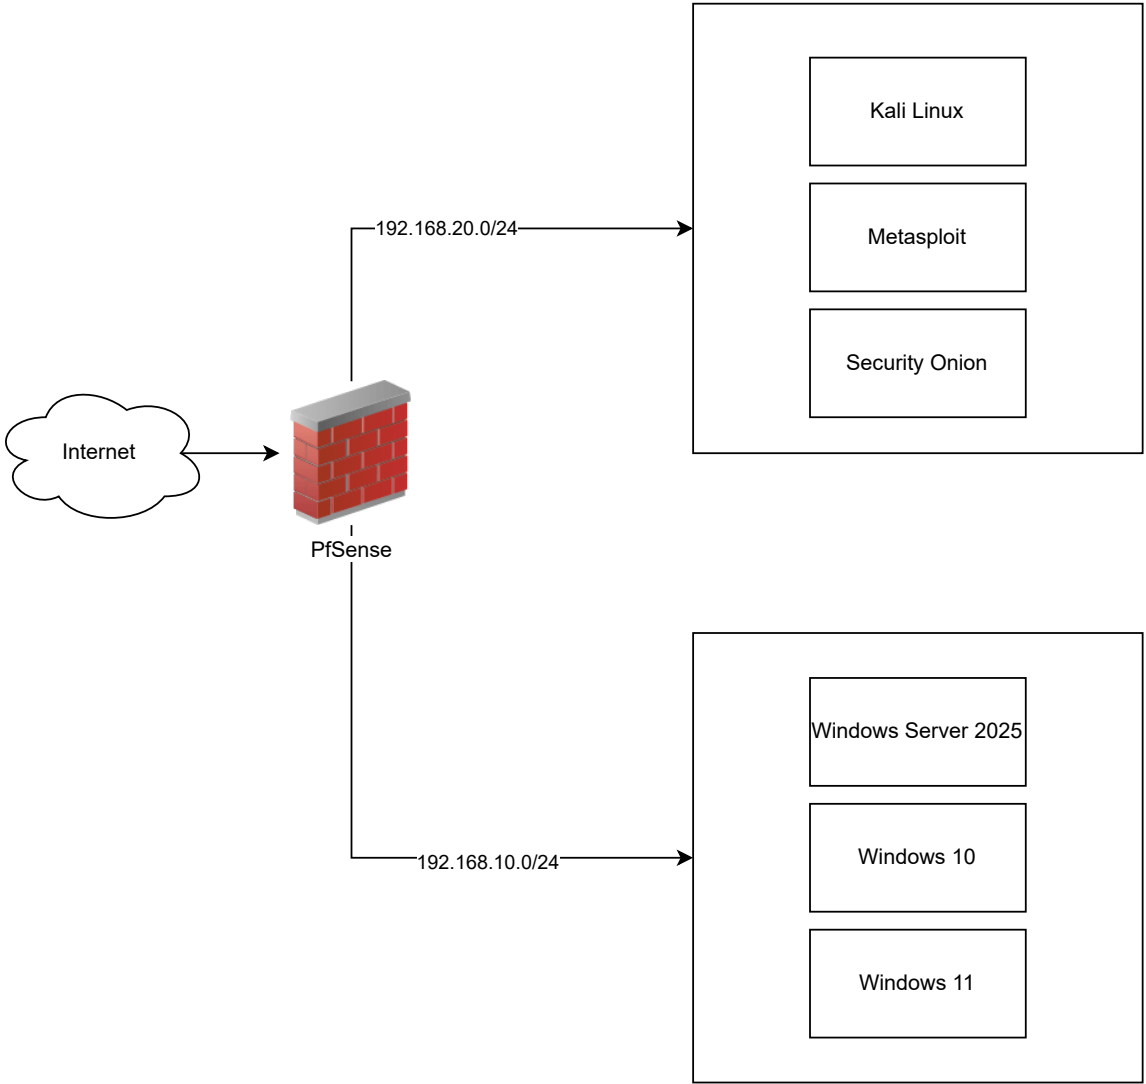 Kali Linux
Metasploit
Security Onion
192.168.20.0/24
Internet
PfSense
192.168.10.0/24
Windows Server 2025
Windows 10
Windows 11